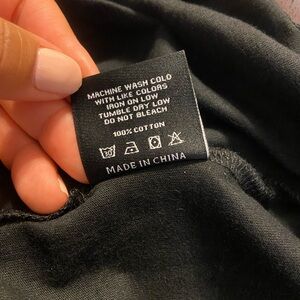 MACHINE WASH COLD
WITH LIKE COLORS
IRON ON LOW
TUMBLE DRY LOW
DO NOT BLEACH
100% COTTON
30
MADE IN CHINA